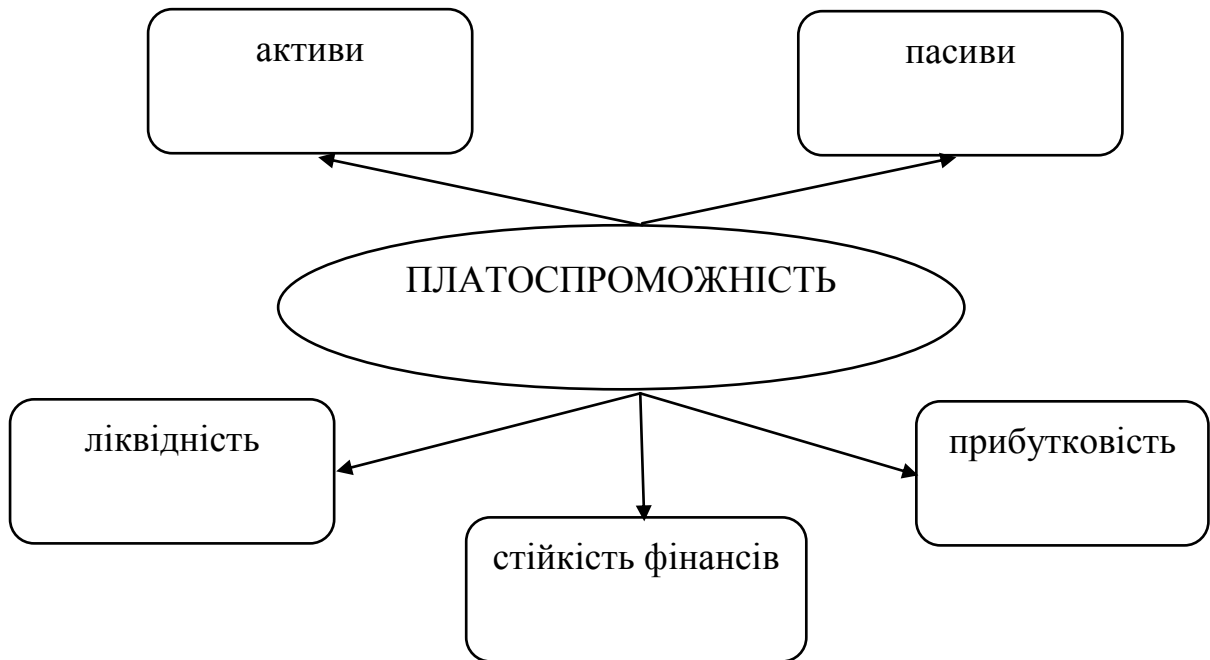 активи
пасиви
ПЛАТОСПРОМОЖНІСТЬ
ліквідність
прибутковість
стійкість фінансів